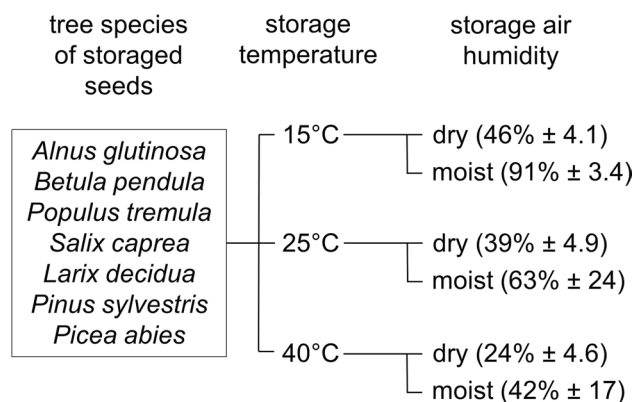 tree species
of storaged
seeds
storage
temperature
storage air
humidity
Alnus glutinosa
Betula pendula
Populus tremula
Salix caprea
Larix decidua
Pinus sylvestris
Picea abies
15°C
dry (46% ± 4.1)
moist (91% ± 3.4)
25°C
dry (39% ± 4.9)
moist (63% ± 24)
40°C
dry (24% ± 4.6)
moist (42% ± 17)